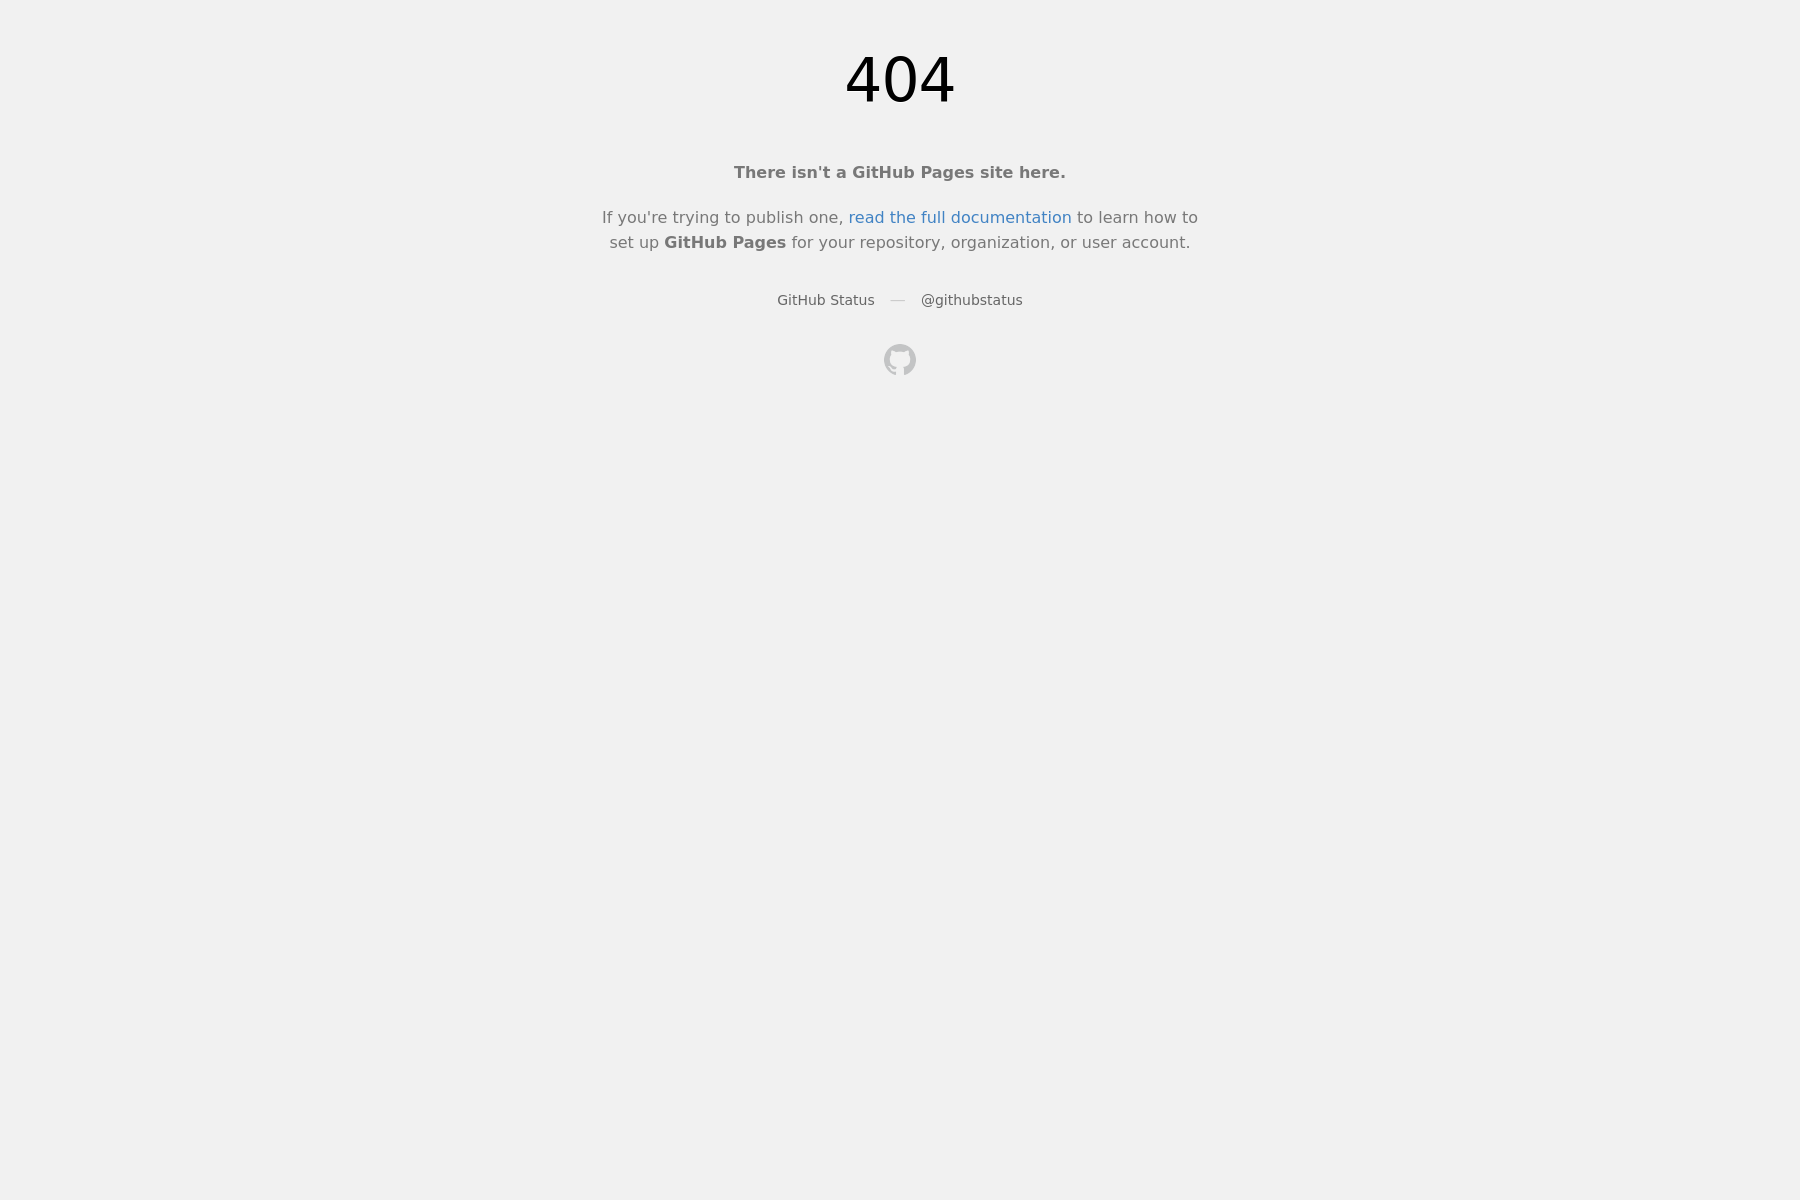 404
There isn't a GitHub Pages site here.
If you're trying to publish one, read the full documentation to learn how to
set up GitHub Pages for your repository, organization, or user account.
GitHub Status — @githubstatus